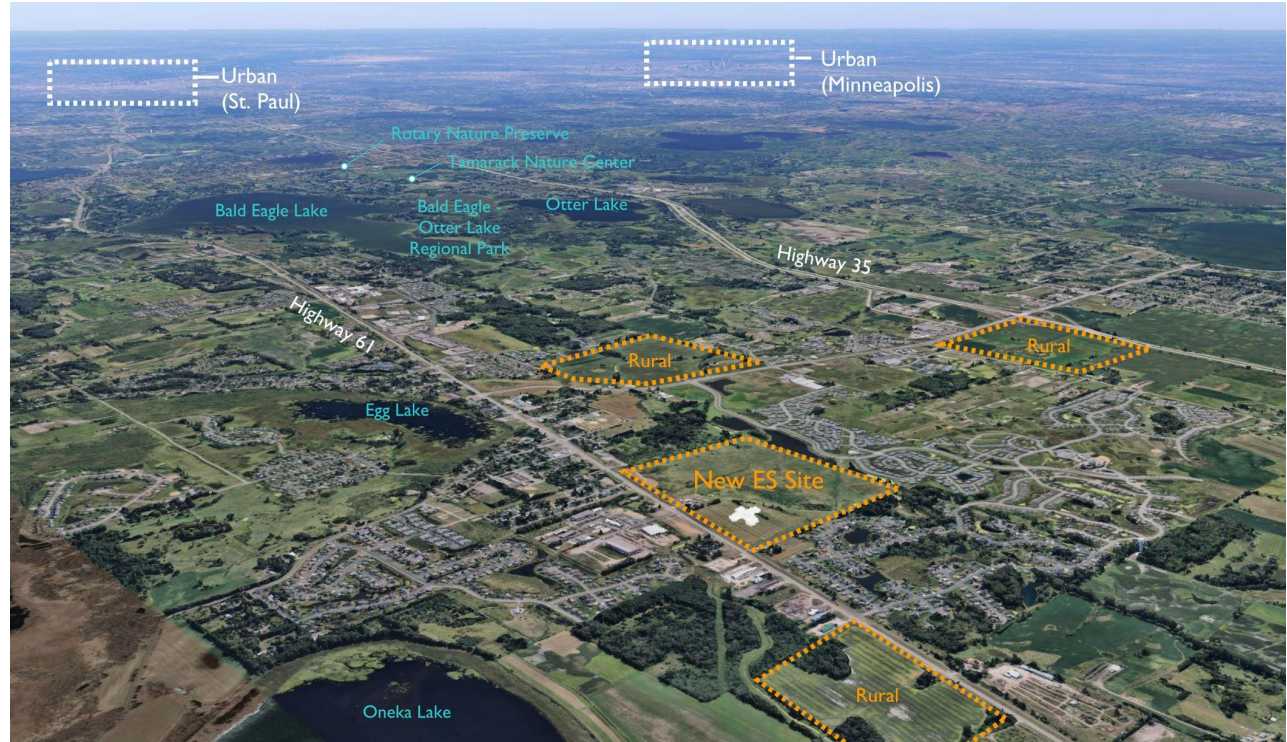 Urban
(St. Paul)
Urban
(Minneapolis)
Rotary Nature Preserve
Tamarack Nature Center
Bald Eagle Lake
Bald Eagle -
Otter Lake
Regional Park
Otter Lake
Highway 35
Highway 61
Rural
Rural
Egg Lake
New ES Site
Rural
Oneka Lake